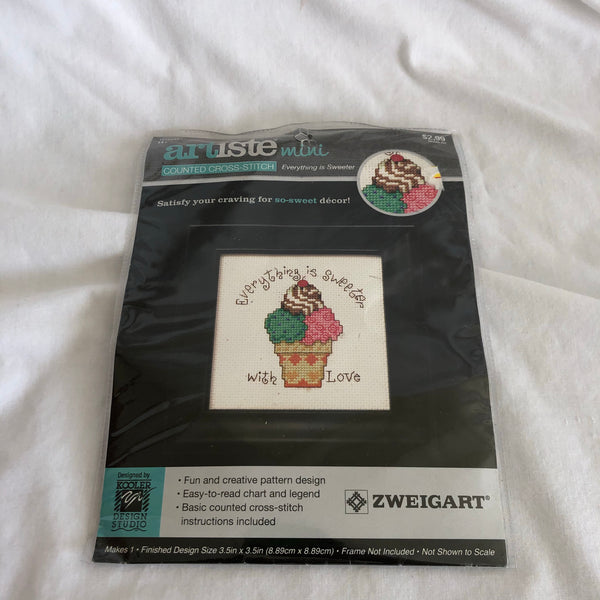 artiste mini
$2.99
COUNTED CROSS-STITCH Everything is Sweeter
Satisfy your craving for so-sweet décor!
Everything is Sweeter
with Love
Designed by
KOOLER
DESIGN
STUDIO
• Fun and creative pattern design
• Easy-to-read chart and legend
• Basic counted cross-stitch
instructions included
ZWEIGART®
Makes 1 • Finished Design Size 3.5in x 3.5in (8.89cm x 8.89cm) • Frame Not Included • Not Shown to Scale